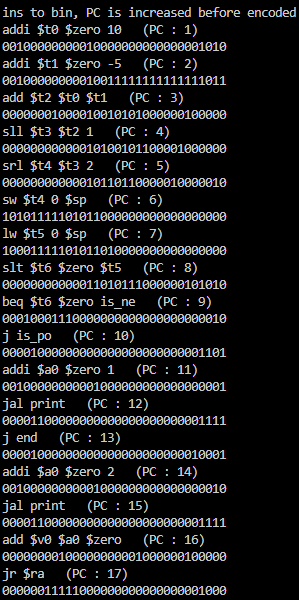 ins to bin, PC is increased before encoded
addi $t0 $zero 10 (PC : 1)
00100000000010000000000000001010
addi $t1 $zero -5 (PC : 2)
00100000000010011111111111111011
add $t2 $t0 $t1 (PC : 3)
00000001000010010101000000100000
sll $t3 $t2 1 (PC : 4)
00000000000010100101100001000000
srl $t4 $t3 2 (PC : 5)
00000000000010110110000010000010
sw $t4 0 $sp (PC : 6)
10101111101011000000000000000000
lw $t5 0 $sp (PC : 7)
10001111101011010000000000000000
slt $t6 $zero $t5 (PC : 8)
00000000000011010111000000101010
beq $t6 $zero is_ne (PC : 9)
00010001110000000000000000000010
j is_po (PC : 10)
00001000000000000000000000001101
addi $a0 $zero 1 (PC : 11)
00100000000001000000000000000001
jal print (PC : 12)
00001100000000000000000000001111
j end (PC : 13)
00001000000000000000000000010001
addi $a0 $zero 2 (PC : 14)
00100000000001000000000000000010
jal print (PC : 15)
00001100000000000000000000001111
add $v0 $a0 $zero (PC : 16)
00000000100000000001000000100000
jr $ra (PC : 17)
00000011111000000000000000001000